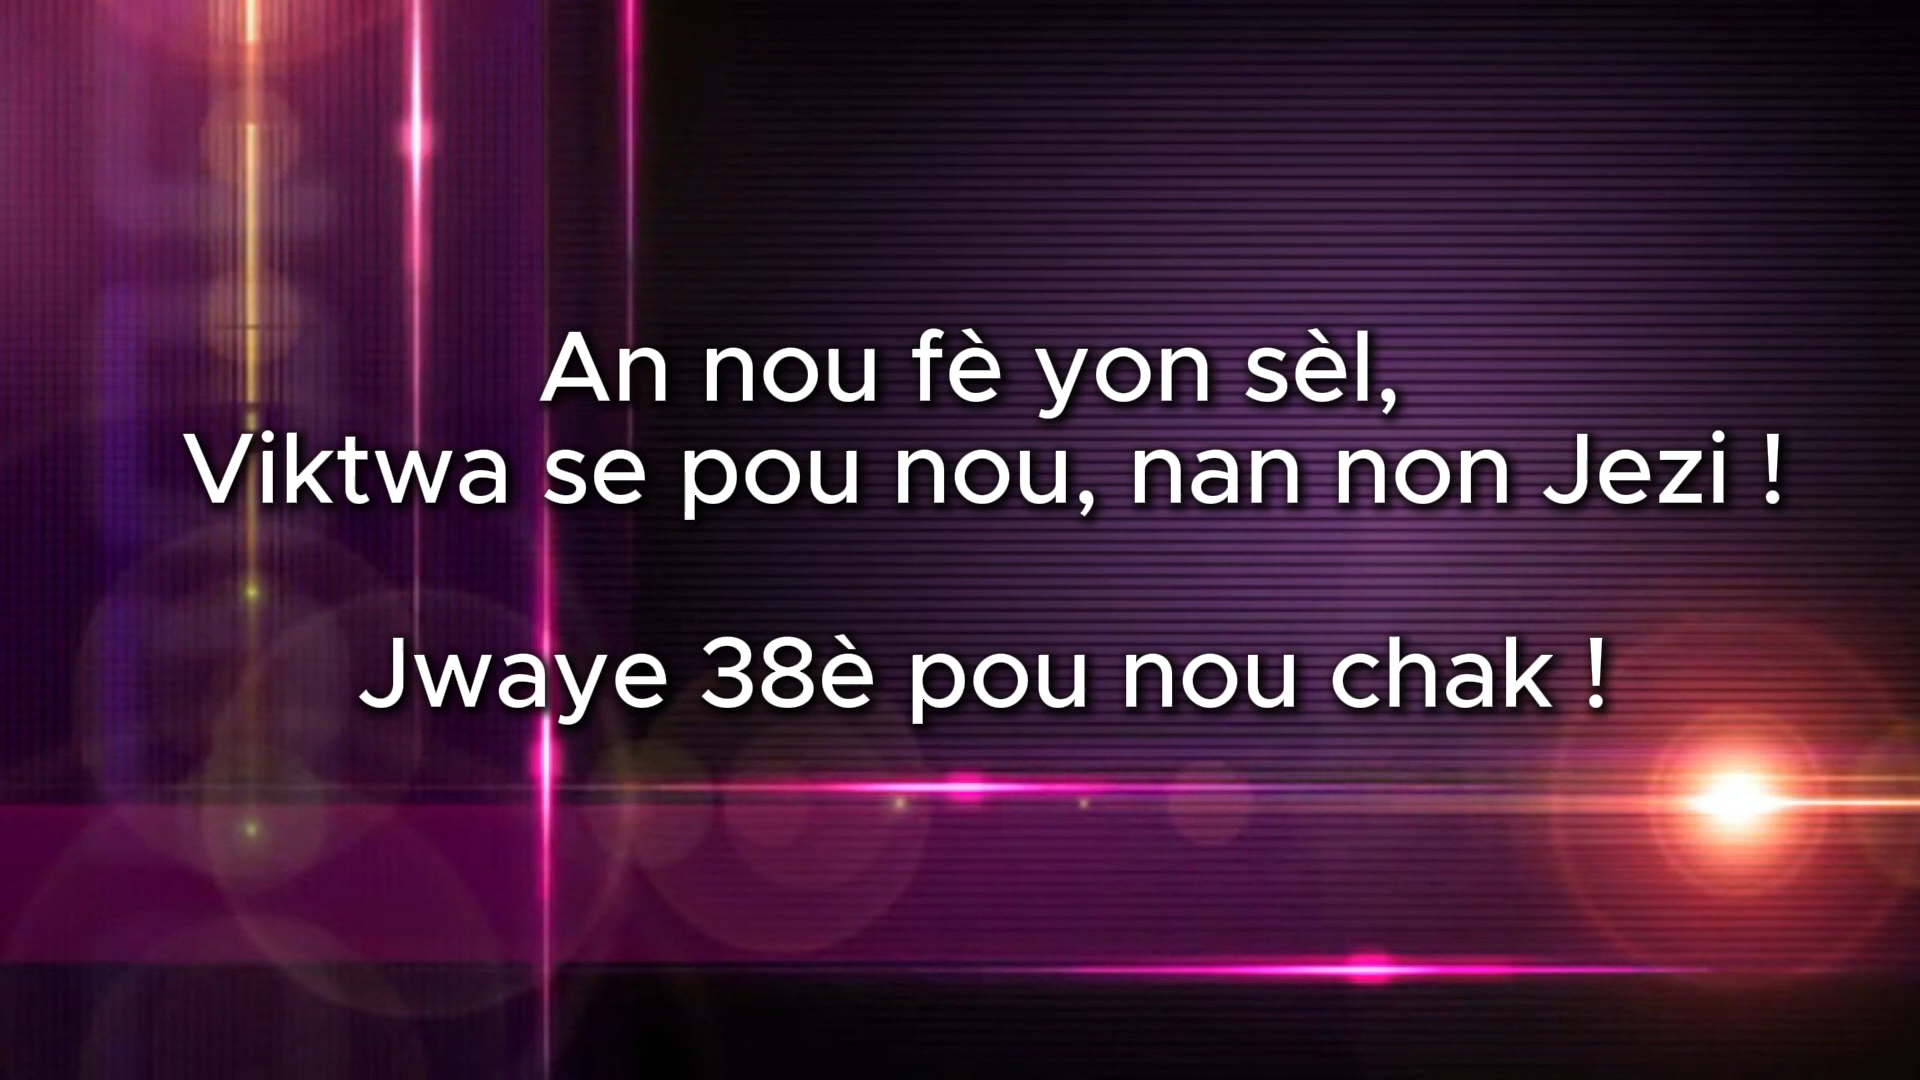 An nou fè yon sèl,
Viktwa se pou nou, nan non Jezi !
Jwaye 38è pou nou chak !